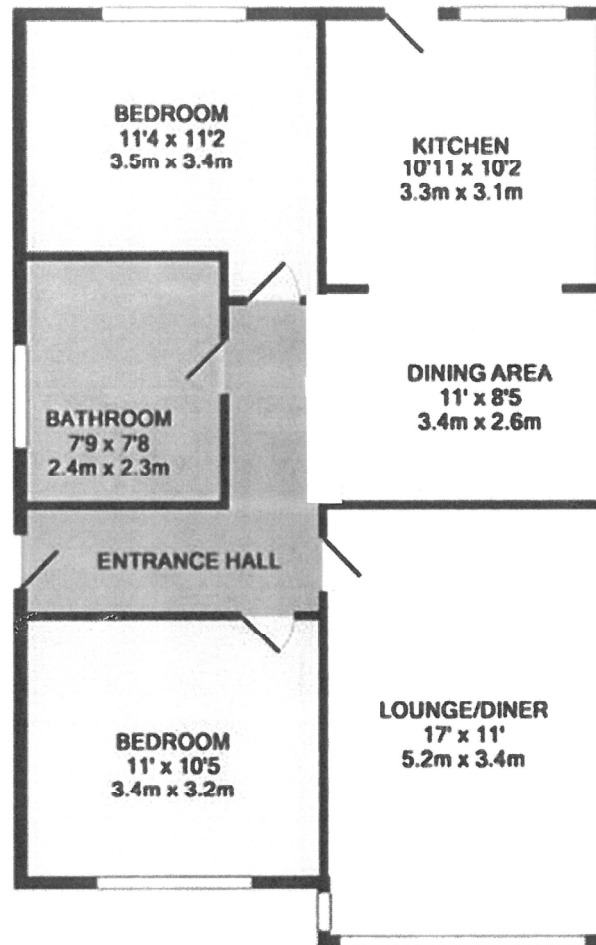 BEDROOM
11'4 x 11'2
3.5m x 3.4m
KITCHEN
10'11 x 10'2
3.3m x 3.1m
DINING AREA
11' x 8'5
3.4m x 2.6m
BATHROOM
7'9 x 7'8
2.4m x 2.3m
ENTRANCE HALL
LOUNGE/DINER
17' x 11'
5.2m x 3.4m
BEDROOM
11' x 10'5
3.4m x 3.2m